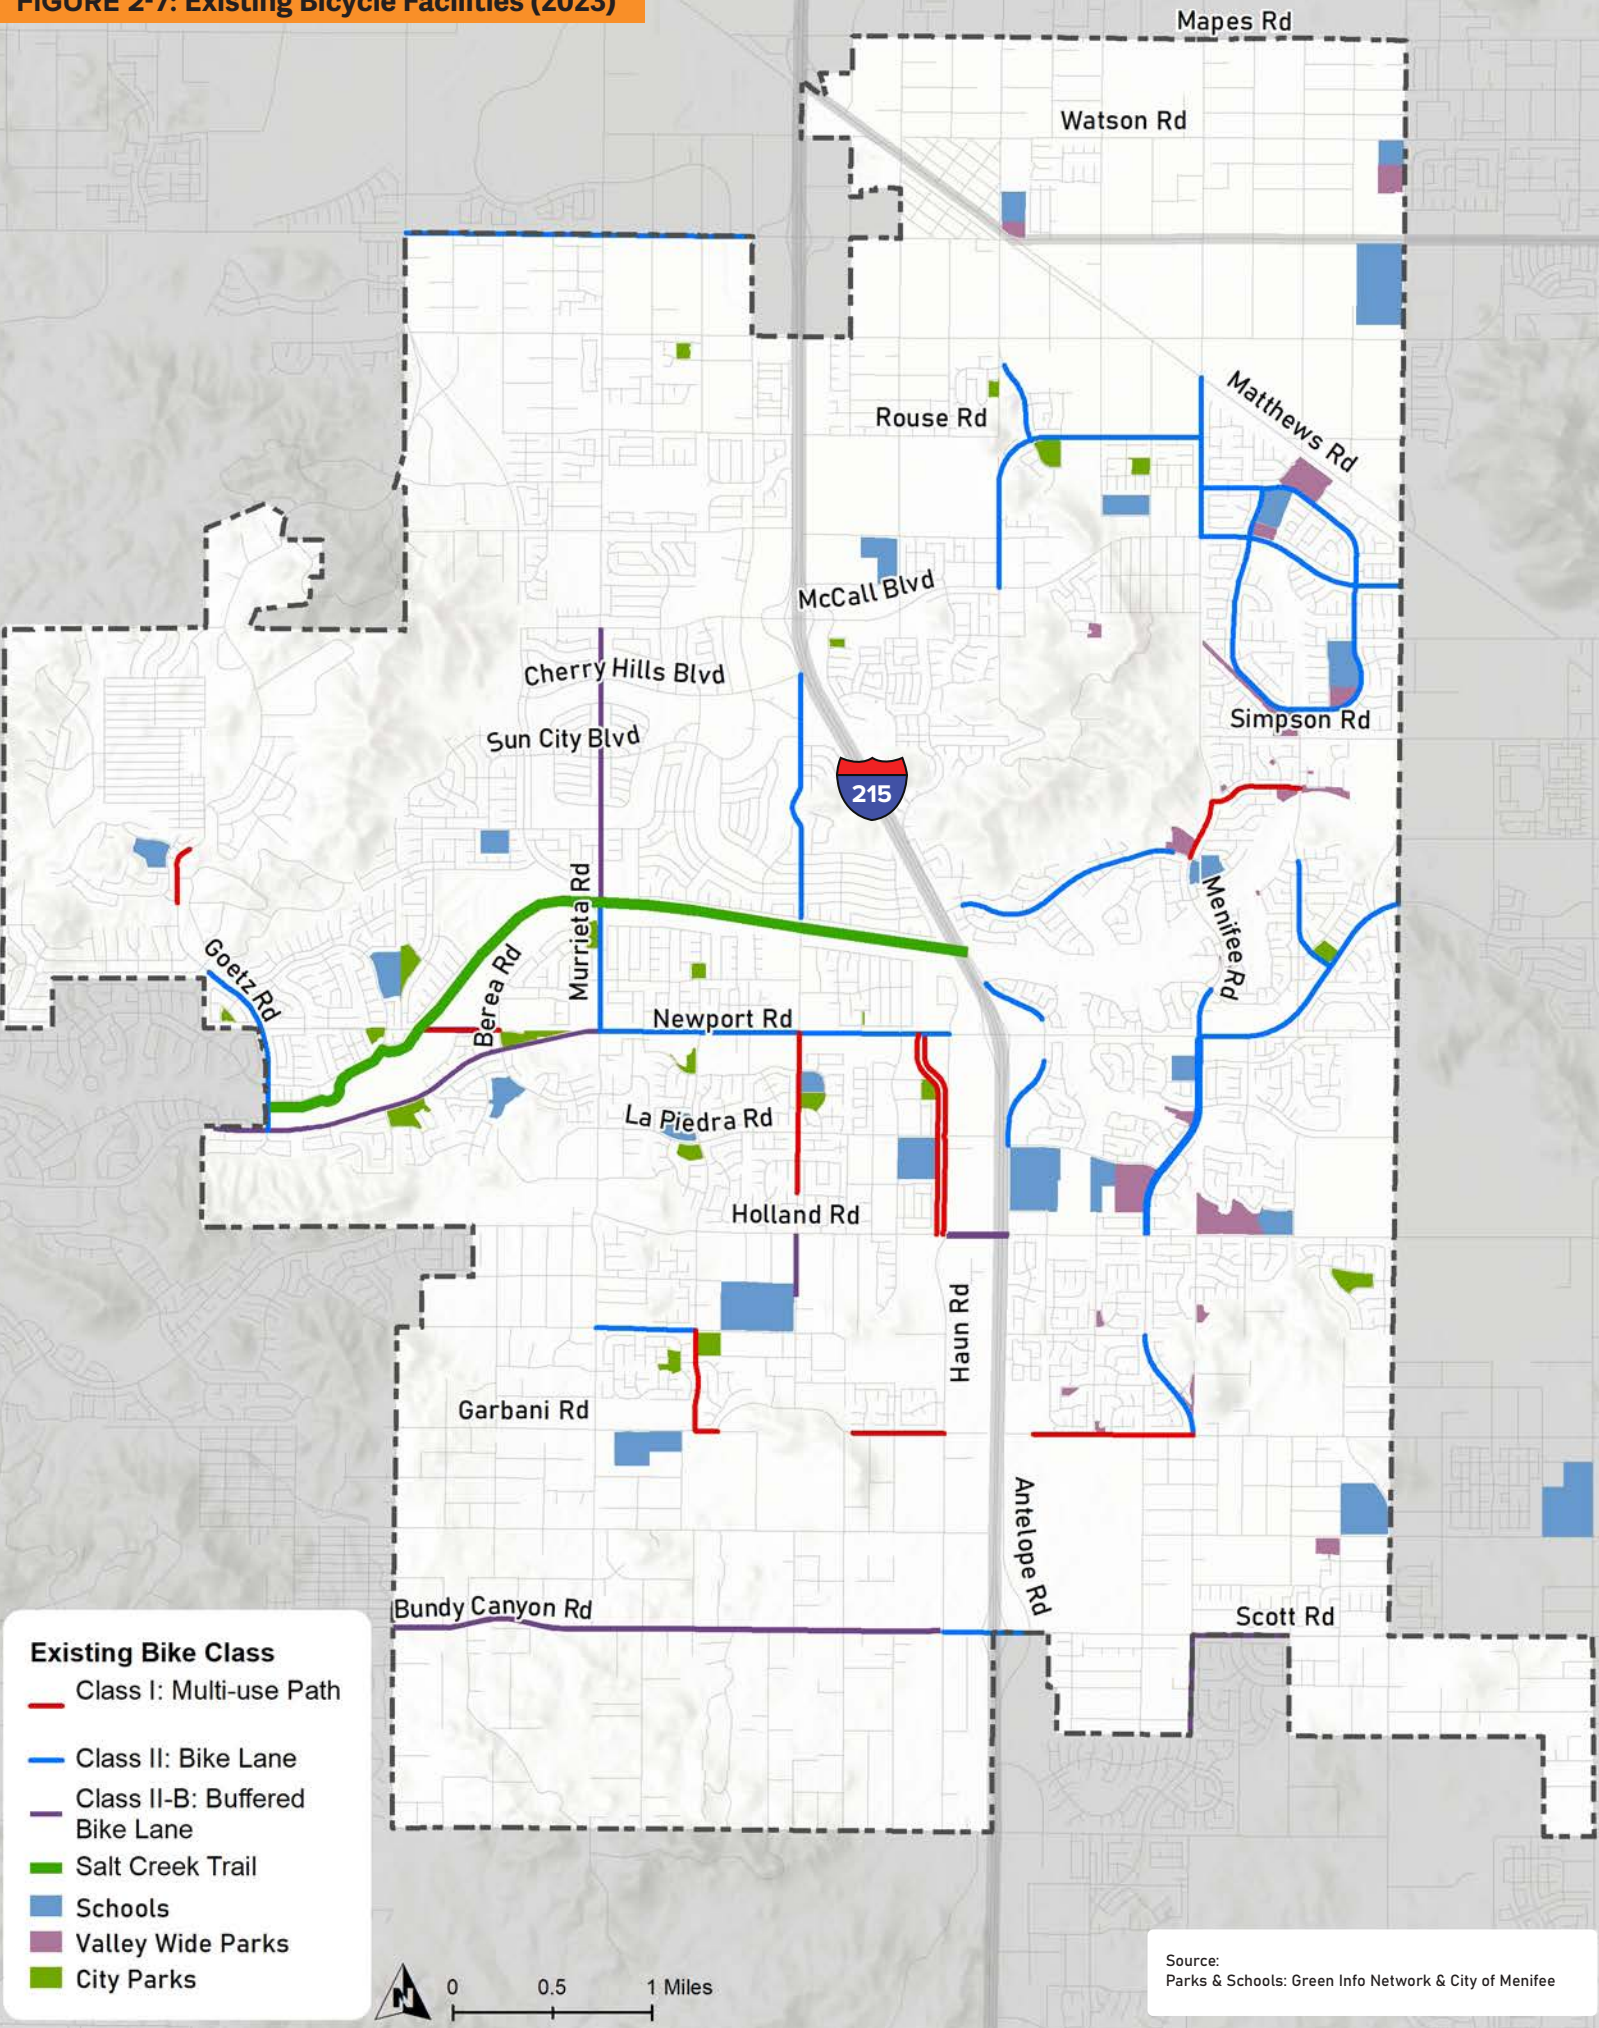 FIGURE 2-7: Existing Bicycle Facilities (2023)
Mapes Rd
Watson Rd
Matthews Rd
Rouse Rd
McCall Blvd
Cherry Hills Blvd
Simpson Rd
Sun City Blvd
215
Murrieta Rd
Menifee Rd
Goetz Rd
Berea Rd
Newport Rd
La Piedra Rd
Holland Rd
Haun Rd
Garbani Rd
Antelope Rd
Bundy Canyon Rd
Scott Rd
Existing Bike Class
Class I: Multi-use Path
Class II: Bike Lane
Class II-B: Buffered
Bike Lane
Salt Creek Trail
Schools
Valley Wide Parks
City Parks
N
0 0.5 1 Miles
Source:
Parks & Schools: Green Info Network & City of Menifee